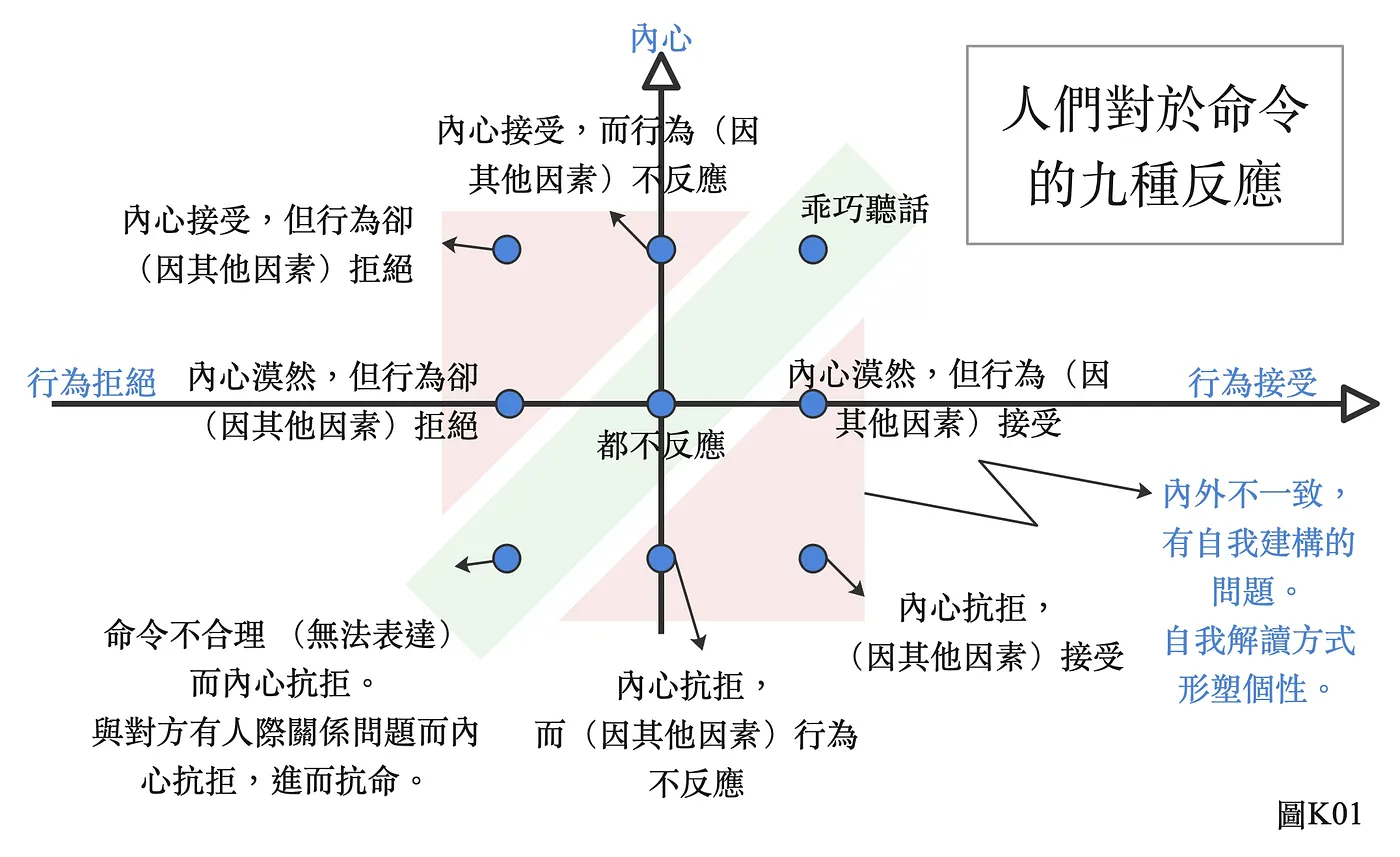 內心
人們對於命令
的九種反應
內心接受，而行為（因
其他因素）不反應
內心接受，但行為卻
（因其他因素）拒絕
乖巧聽話
行為拒絕
內心漠然，但行為卻
（因其他因素）拒絕
內心漠然，但行為（因
其他因素）接受
行為接受
都不反應
內外不一致，
有自我建構的
問題。
自我解讀方式
形塑個性。
命令不合理 （無法表達）
而內心抗拒。
與對方有人際關係問題而內
心抗拒，進而抗命。
內心抗拒，
而（因其他因素）行為
不反應
內心抗拒，
（因其他因素）接受
圖K01